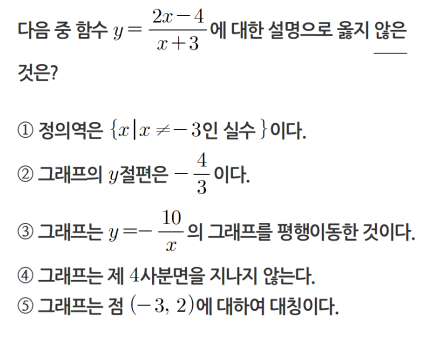 다음 중 함수 y = \frac{2x-4}{x+3} 에 대한 설명으로 옳지 않은
것은?
① 정의역은 {x|x ≠ -3인 실수}이다.
② 그래프의 y절편은 -\frac{4}{3} 이다.
③ 그래프는 y = -\frac{10}{x} 의 그래프를 평행이동한 것이다.
④ 그래프는 제 4사분면을 지나지 않는다.
⑤ 그래프는 점 (-3, 2)에 대하여 대칭이다.